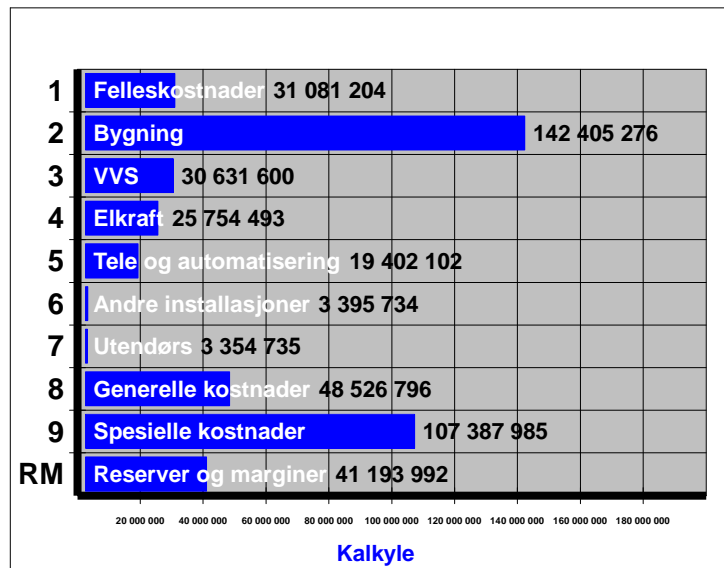 1 Felleskostnader 31 081 204
2 Bygning 142 405 276
3 VVS 30 631 600
4 Elkraft 25 754 493
5 Tele og automatisering 19 402 102
6 Andre installasjoner 3 395 734
7 Utendørs 3 354 735
8 Generelle kostnader 48 526 796
9 Spesielle kostnader 107 387 985
RM Reserver og marginer 41 193 992
20 000 000 40 000 000 60 000 000 80 000 000 100 000 000 120 000 000 140 000 000 160 000 000 180 000 000
Kalkyle